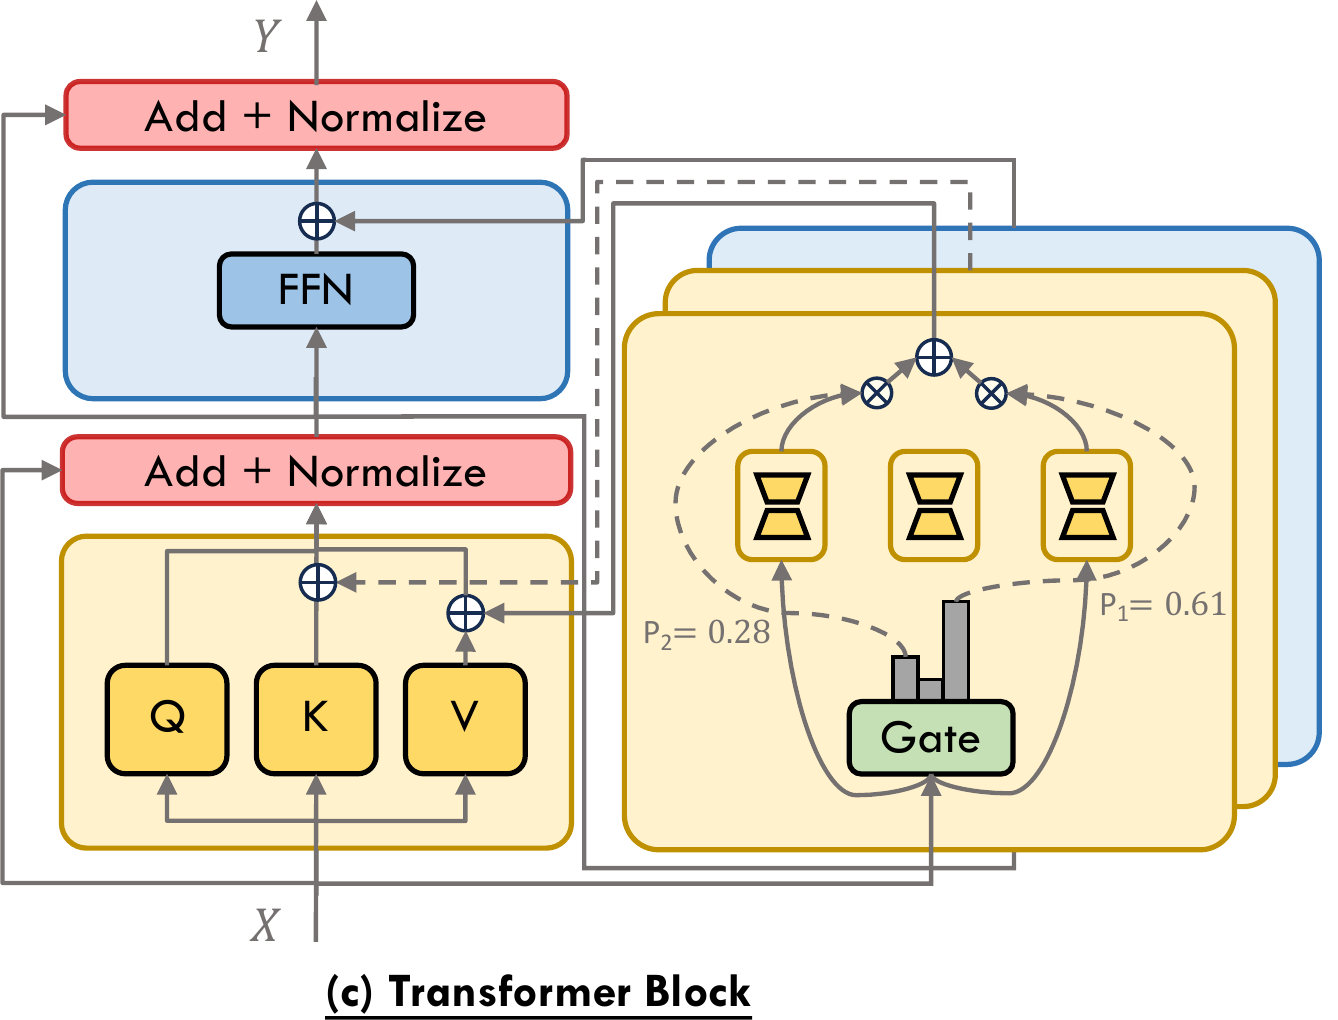 Y
Add + Normalize
FFN
Add + Normalize
Q
K
V
P₂= 0.28
P₁= 0.61
Gate
X
(c) Transformer Block